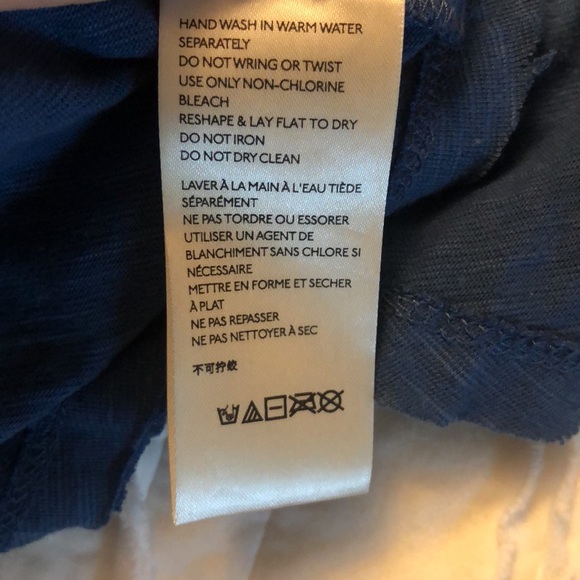 HAND WASH IN WARM WATER
SEPARATELY
DO NOT WRING OR TWIST
USE ONLY NON-CHLORINE
BLEACH
RESHAPE & LAY FLAT TO DRY
DO NOT IRON
DO NOT DRY CLEAN
LAVER À LA MAIN À L'EAU TIÈDE
SÉPARÉMENT
NE PAS TORDRE OU ESSORER
UTILISER UN AGENT DE
BLANCHIMENT SANS CHLORE SI
NÉCESSAIRE
METTRE EN FORME ET SECHER
À PLAT
NE PAS REPASSER
NE PAS NETTOYER À SEC
不可拧绞